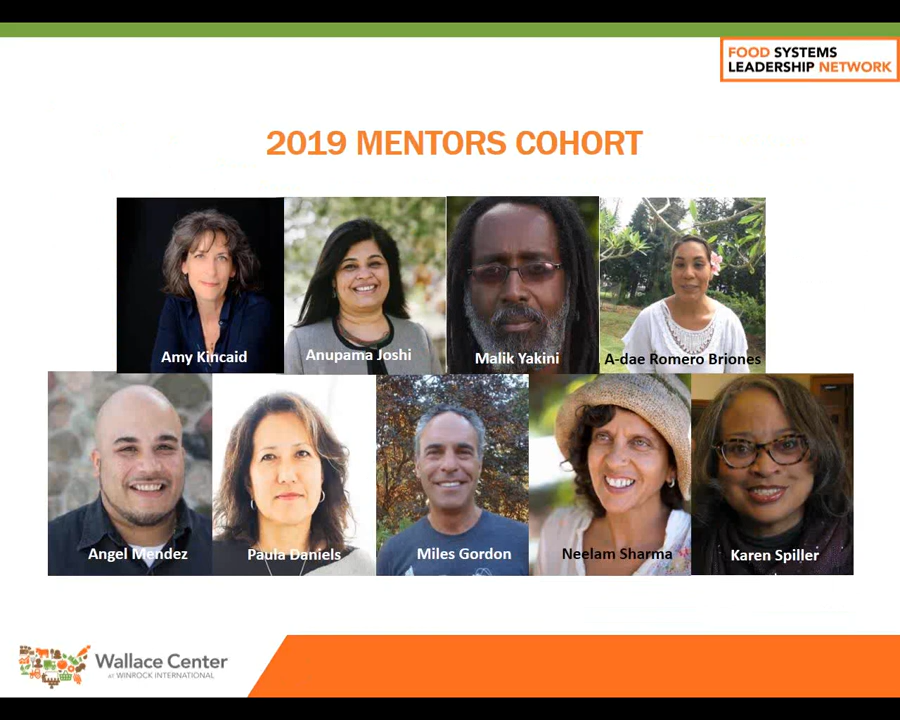 FOOD SYSTEMS
LEADERSHIP NETWORK
2019 MENTORS COHORT
Amy Kincaid
Anupama Joshi
Malik Yakini
A-dae Romero Briones
Angel Mendez
Paula Daniels
Miles Gordon
Neelam Sharma
Karen Spiller
Wallace Center
AT WINROCK INTERNATIONAL